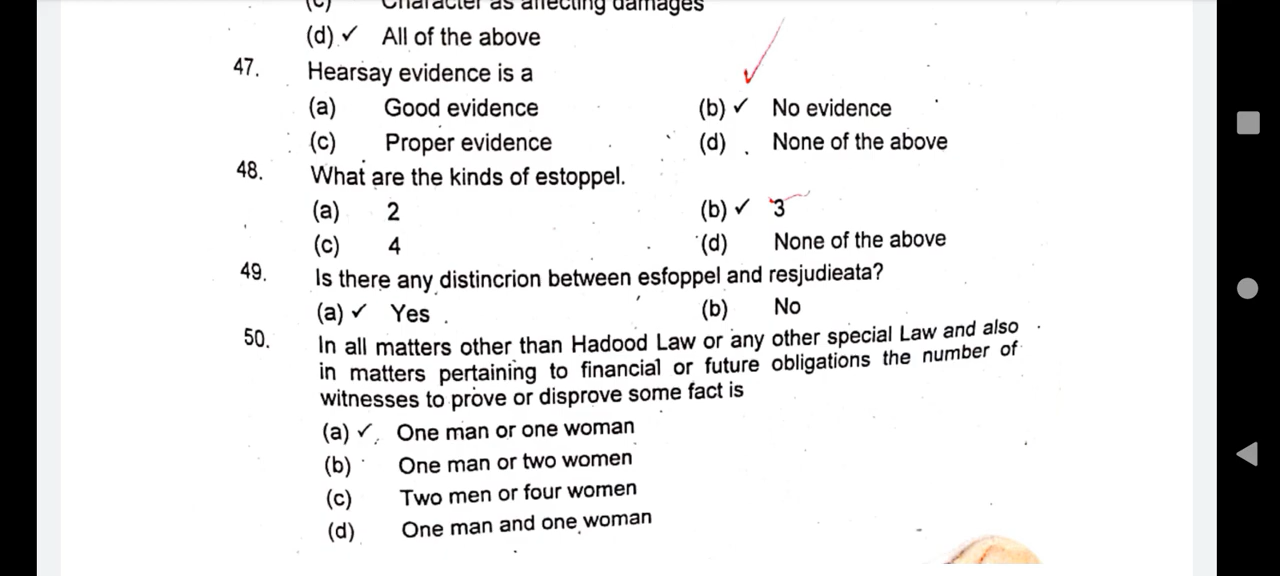 (c) Character as affecting damages
(d) ✓ All of the above
47. Hearsay evidence is a
(a) Good evidence (b) ✓ No evidence
(c) Proper evidence (d) None of the above
48. What are the kinds of estoppel.
(a) 2 (b) ✓ 3
(c) 4 (d) None of the above
49. Is there any distincrion between esfoppel and resjudieata?
(a) ✓ Yes (b) No
50. In all matters other than Hadood Law or any other special Law and also
in matters pertaining to financial or future obligations the number of
witnesses to prove or disprove some fact is
(a) ✓ One man or one woman
(b) One man or two women
(c) Two men or four women
(d) One man and one woman